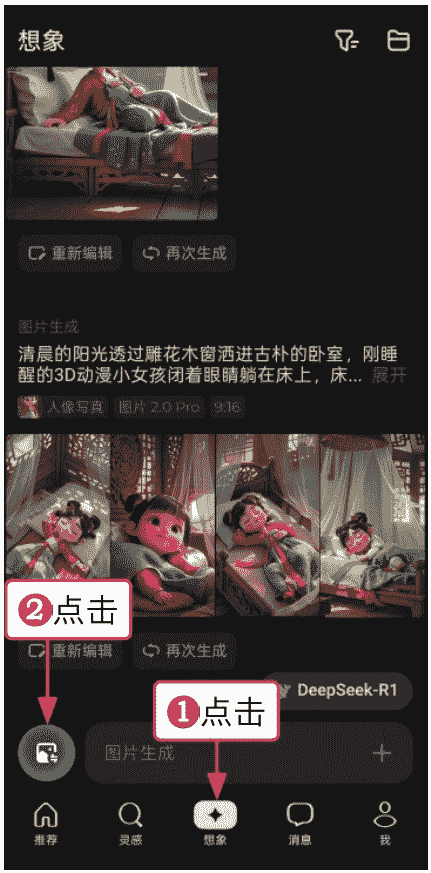 想象
重新编辑
再次生成
图片生成
清晨的阳光透过雕花木窗洒进古朴的卧室，刚睡
醒的3D动漫小女孩闭着眼睛躺在床上，床... 展开
人像写真 图片 2.0 Pro 9:16
❷点击
重新编辑
再次生成
DeepSeek-R1
❶点击
图片生成
推荐
灵感
想象
消息
我